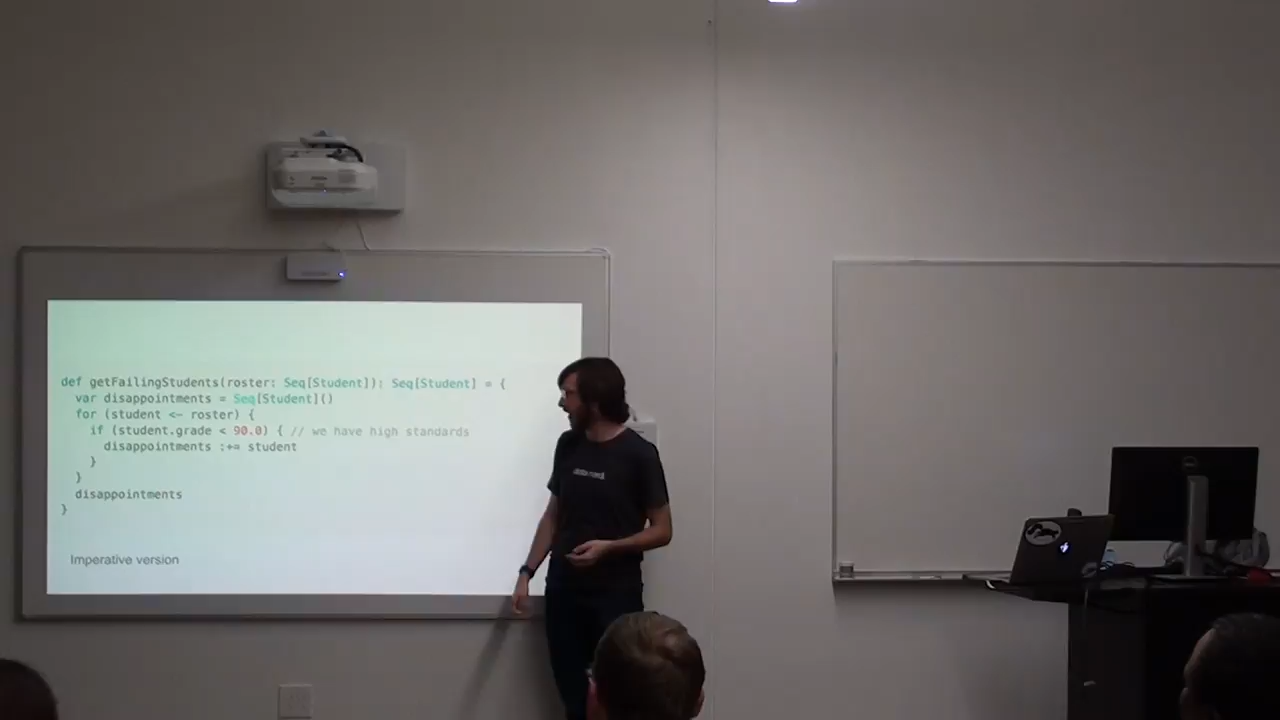 def getFailingStudents(roster: Seq[Student]): Seq[Student] = {
  var disappointments = Seq[Student]()
  for (student <- roster) {
    if (student.grade < 90.0) { // we have high standards
      disappointments :+= student
    }
  }
  disappointments
}
Imperative version